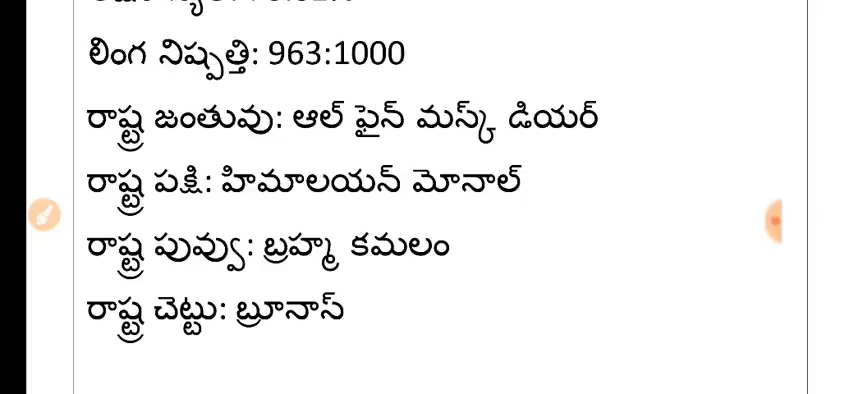 లింగ నిష్పత్తి: 963:1000
రాష్ట్ర జంతువు: ఆల్ ఫైన్ మస్క్ డియర్
రాష్ట్ర పక్షి: హిమాలయన్ మోనాల్
రాష్ట్ర పువ్వు: బ్రహ్మ కమలం
రాష్ట్ర చెట్టు: బ్రూనాస్